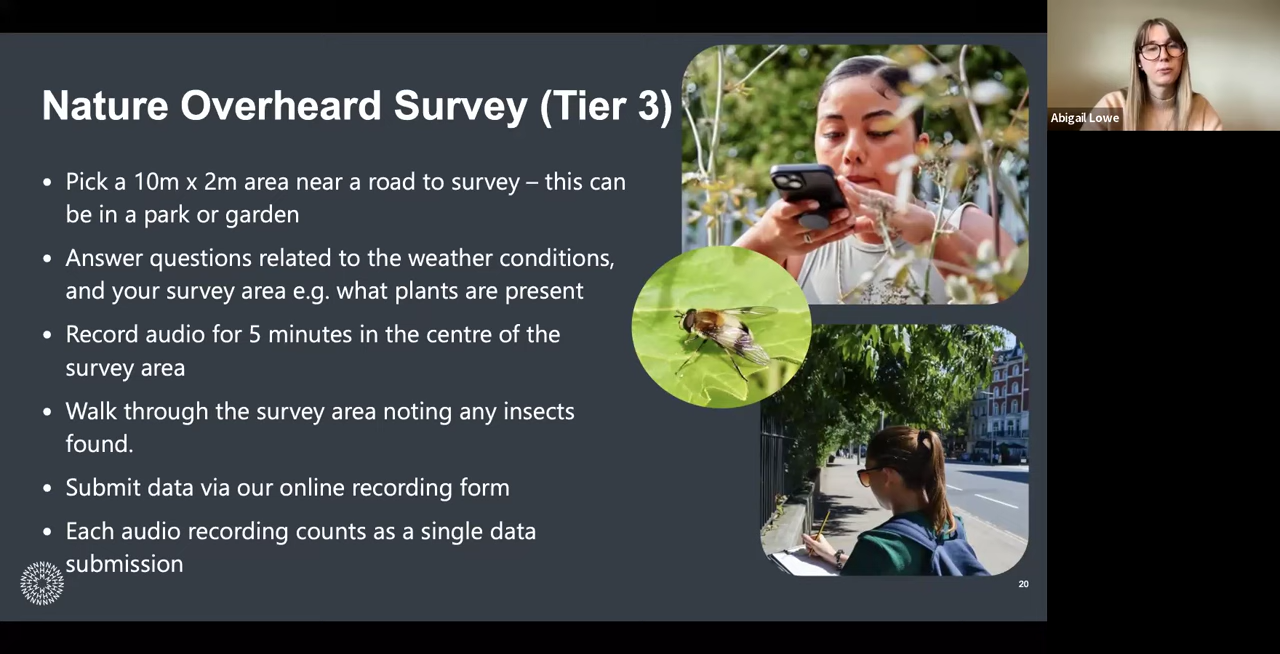 Nature Overheard Survey (Tier 3)
• Pick a 10m x 2m area near a road to survey – this can
be in a park or garden
• Answer questions related to the weather conditions,
and your survey area e.g. what plants are present
• Record audio for 5 minutes in the centre of the
survey area
• Walk through the survey area noting any insects
found.
• Submit data via our online recording form
• Each audio recording counts as a single data
submission
20
Abigail Lowe